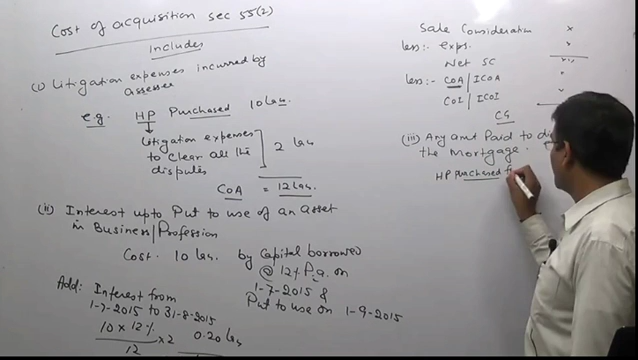 Cost of acquisition sec 55(2)
Includes
(i) Litigation expenses incurred by
assessee
e.g. HP Purchased 10 lac
Litigation expenses
to clear all the
disputes
2 lac
CoA = 12 lac
(ii) Interest upto Put to use of an asset
in Business/Profession
Cost 10 lac by Capital borrowed
@ 12% P.a. on
1-7-2015 &
Put to use on 1-9-2015
Add: Interest from
1-7-2015 to 31-8-2015
10 x 12% x 2
12
0.20 lac
Sale Consideration x
less:- exps. x
Net SC xx
less:- CoA / ICOA x
COI / ICOI x
CG
(iii) Any amt Paid to
the Mortgage.
HP purchased